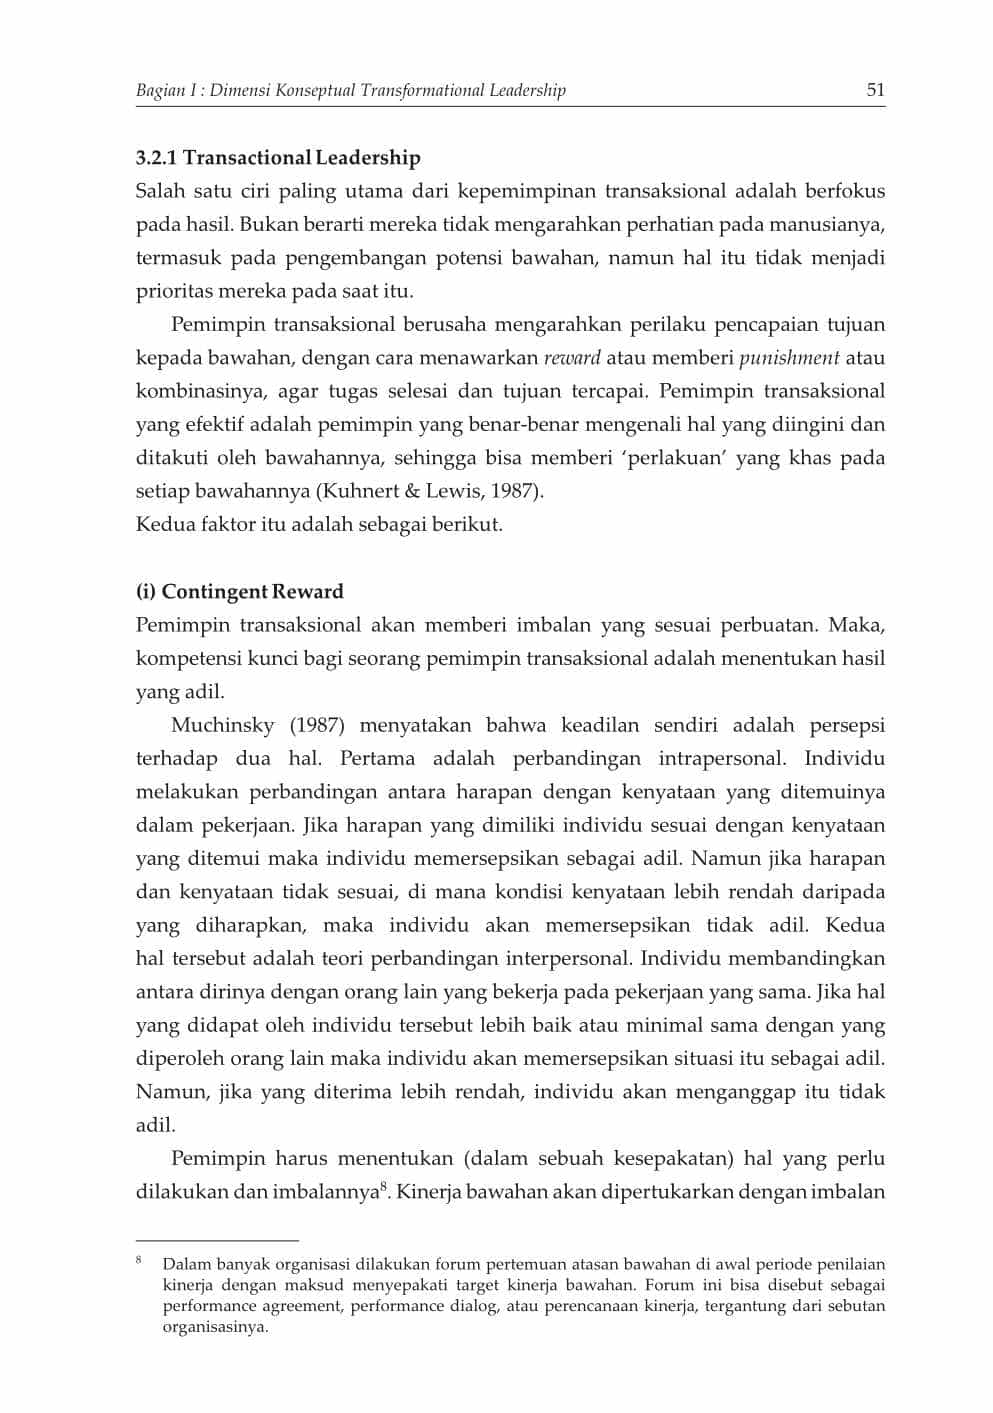 Bagian I : Dimensi Konseptual Transformational Leadership 51
3.2.1 Transactional Leadership
Salah satu ciri paling utama dari kepemimpinan transaksional adalah berfokus
pada hasil. Bukan berarti mereka tidak mengarahkan perhatian pada manusianya,
termasuk pada pengembangan potensi bawahan, namun hal itu tidak menjadi
prioritas mereka pada saat itu.
Pemimpin transaksional berusaha mengarahkan perilaku pencapaian tujuan
kepada bawahan, dengan cara menawarkan reward atau memberi punishment atau
kombinasinya, agar tugas selesai dan tujuan tercapai. Pemimpin transaksional
yang efektif adalah pemimpin yang benar-benar mengenali hal yang diingini dan
ditakuti oleh bawahannya, sehingga bisa memberi ‘perlakuan’ yang khas pada
setiap bawahannya (Kuhnert & Lewis, 1987).
Kedua faktor itu adalah sebagai berikut.
(i) Contingent Reward
Pemimpin transaksional akan memberi imbalan yang sesuai perbuatan. Maka,
kompetensi kunci bagi seorang pemimpin transaksional adalah menentukan hasil
yang adil.
Muchinsky (1987) menyatakan bahwa keadilan sendiri adalah persepsi
terhadap dua hal. Pertama adalah perbandingan intrapersonal. Individu
melakukan perbandingan antara harapan dengan kenyataan yang ditemuinya
dalam pekerjaan. Jika harapan yang dimiliki individu sesuai dengan kenyataan
yang ditemui maka individu memersepsikan sebagai adil. Namun jika harapan
dan kenyataan tidak sesuai, di mana kondisi kenyataan lebih rendah daripada
yang diharapkan, maka individu akan memersepsikan tidak adil. Kedua
hal tersebut adalah teori perbandingan interpersonal. Individu membandingkan
antara dirinya dengan orang lain yang bekerja pada pekerjaan yang sama. Jika hal
yang didapat oleh individu tersebut lebih baik atau minimal sama dengan yang
diperoleh orang lain maka individu akan memersepsikan situasi itu sebagai adil.
Namun, jika yang diterima lebih rendah, individu akan menganggap itu tidak
adil.
Pemimpin harus menentukan (dalam sebuah kesepakatan) hal yang perlu
dilakukan dan imbalannya⁸. Kinerja bawahan akan dipertukarkan dengan imbalan
⁸ Dalam banyak organisasi dilakukan forum pertemuan atasan bawahan di awal periode penilaian
kinerja dengan maksud menyepakati target kinerja bawahan. Forum ini bisa disebut sebagai
performance agreement, performance dialog, atau perencanaan kinerja, tergantung dari sebutan
organisasinya.